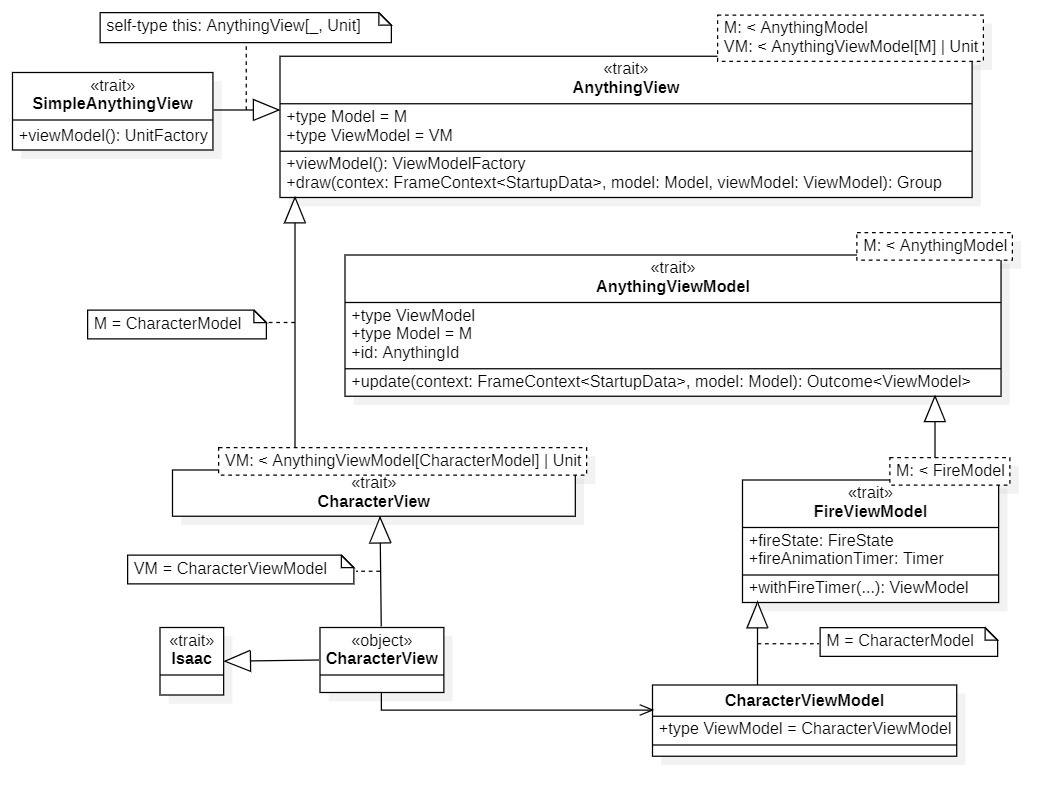 self-type this: AnythingView[_, Unit]
M: < AnythingModel
VM: < AnythingViewModel[M] | Unit
«trait»
SimpleAnythingView
+viewModel(): UnitFactory
«trait»
AnythingView
+type Model = M
+type ViewModel = VM
+viewModel(): ViewModelFactory
+draw(contex: FrameContext<StartupData>, model: Model, viewModel: ViewModel): Group
M: < AnythingModel
«trait»
AnythingViewModel
+type ViewModel
+type Model = M
+id: AnythingId
+update(context: FrameContext<StartupData>, model: Model): Outcome<ViewModel>
M = CharacterModel
VM: < AnythingViewModel[CharacterModel] | Unit
«trait»
CharacterView
M: < FireModel
«trait»
FireViewModel
+fireState: FireState
+fireAnimationTimer: Timer
+withFireTimer(...): ViewModel
VM = CharacterViewModel
«trait»
Isaac
«object»
CharacterView
M = CharacterModel
CharacterViewModel
+type ViewModel = CharacterViewModel